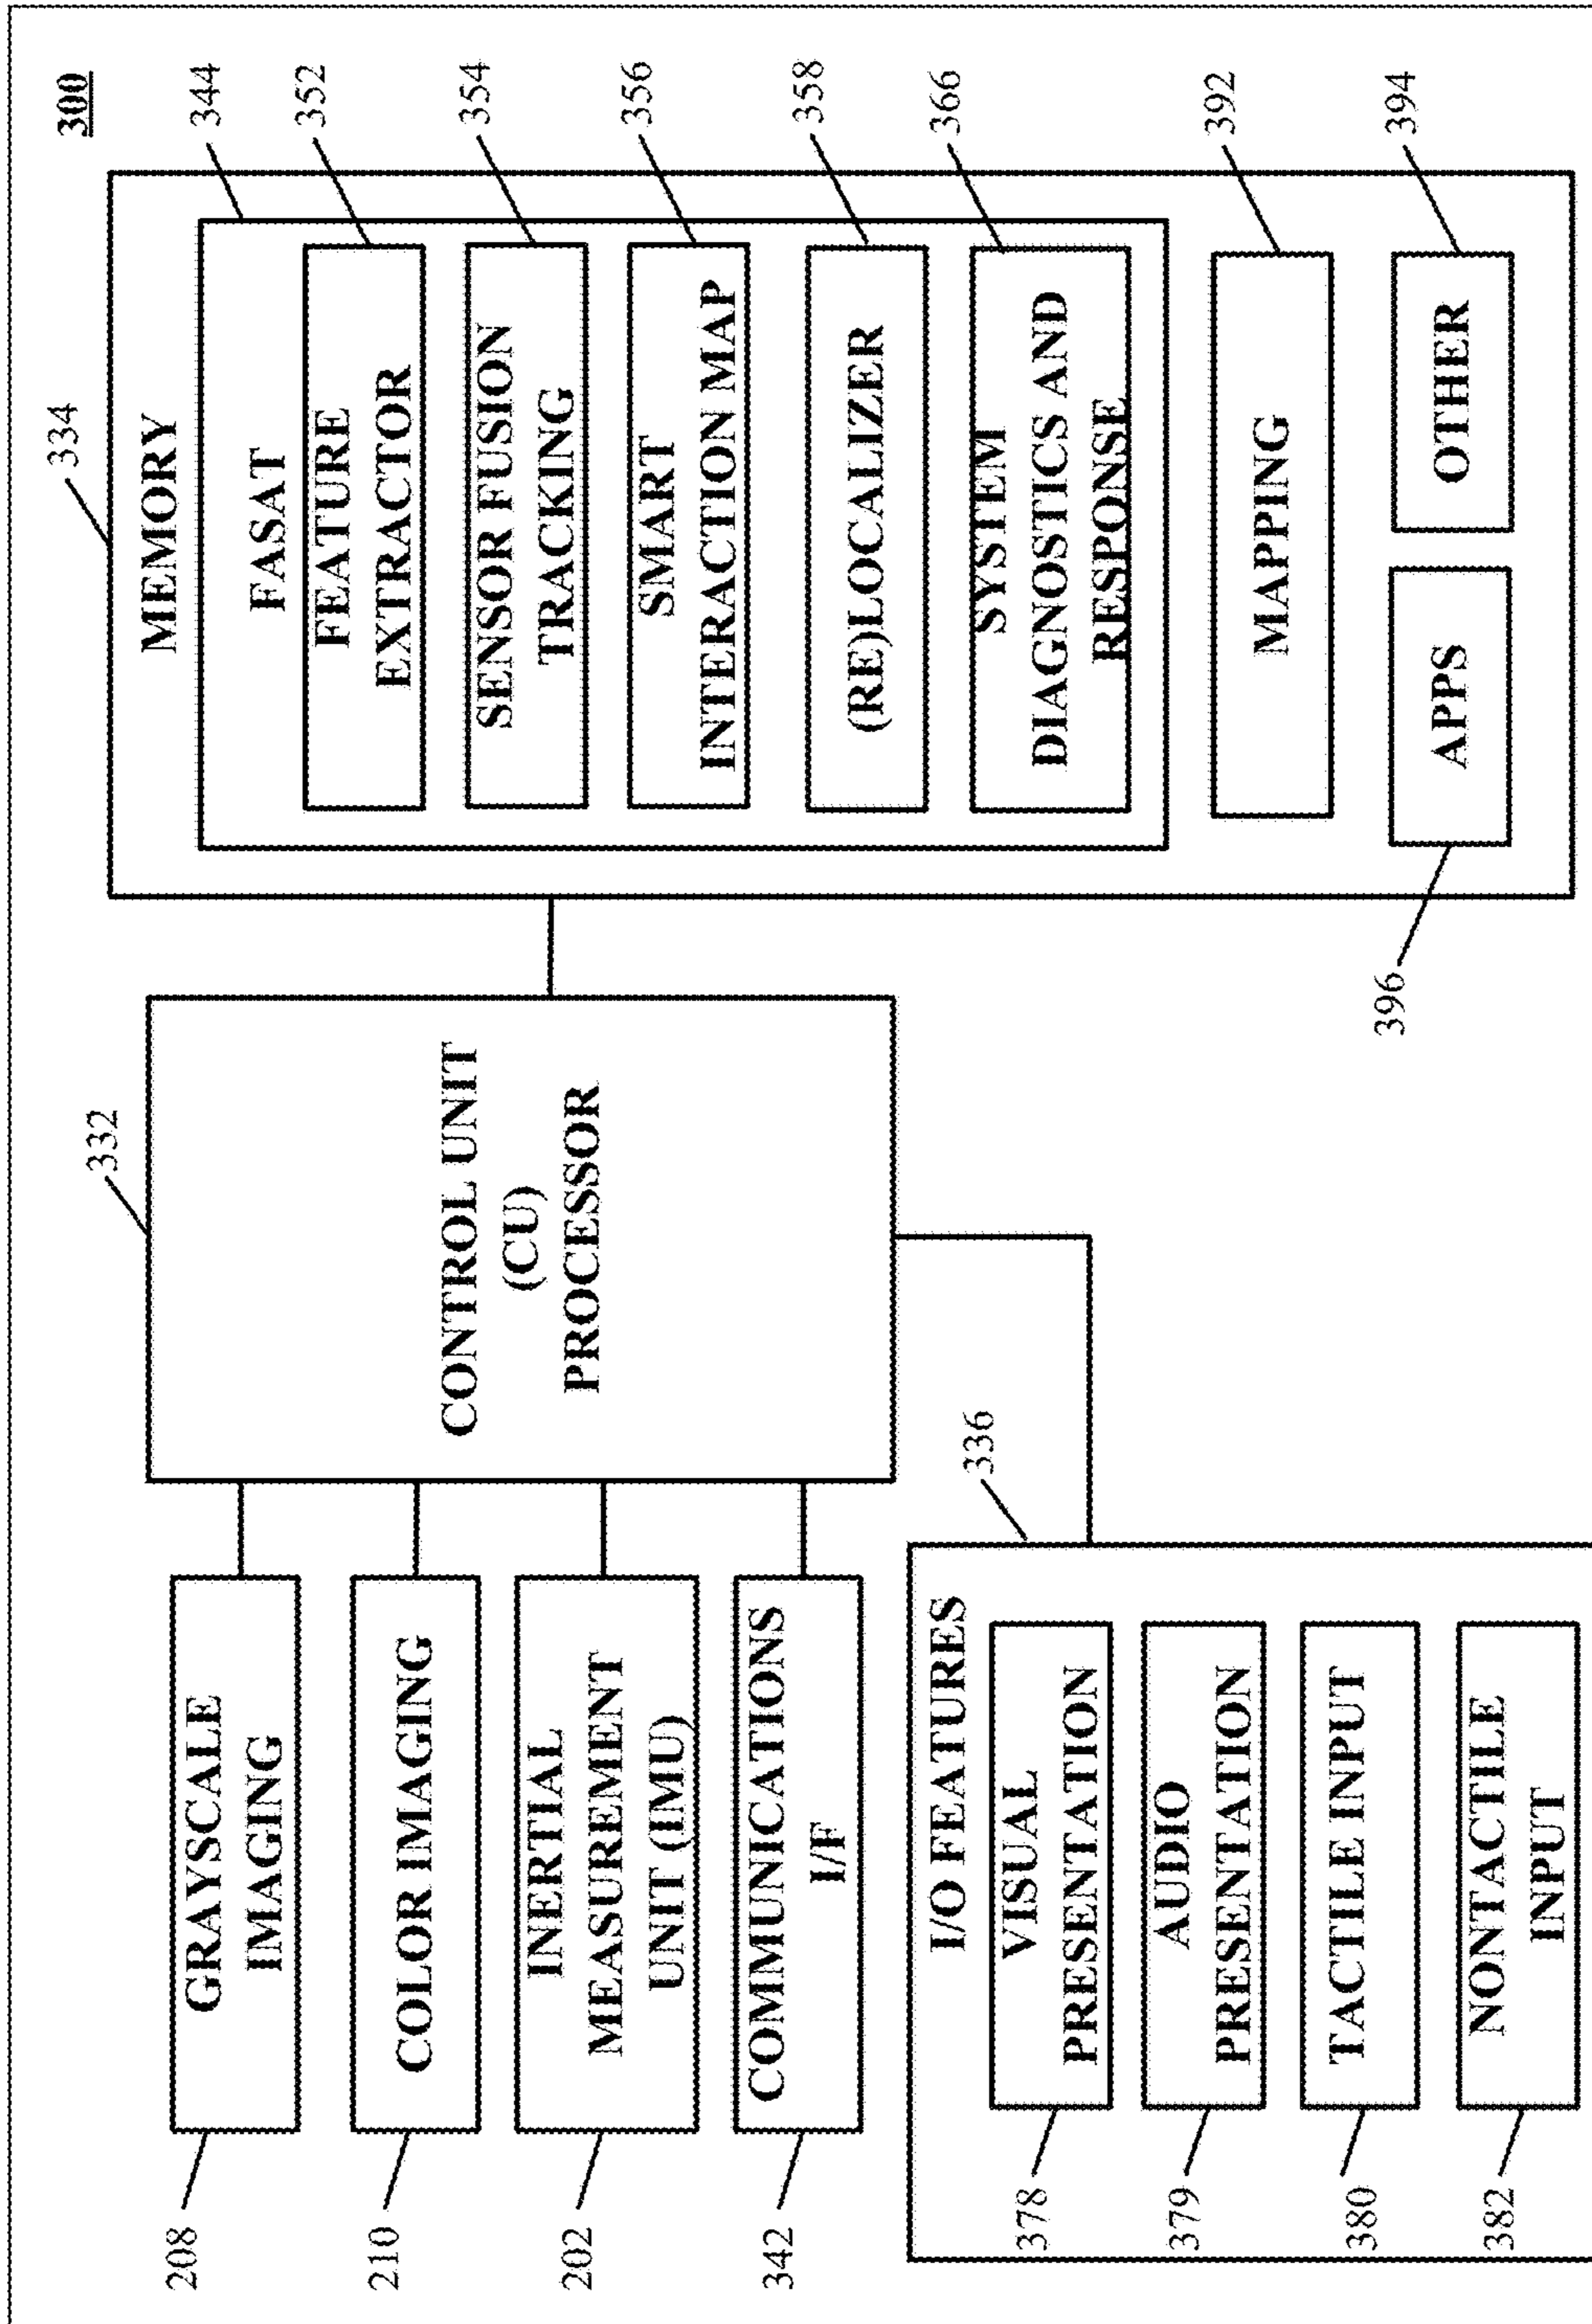 300
208
GRAYSCALE
IMAGING
210
COLOR IMAGING
202
INERTIAL
MEASUREMENT
UNIT (IMU)
342
COMMUNICATIONS
I/F
332
CONTROL UNIT
(CU)
PROCESSOR
334
MEMORY
344
FASAT
352
FEATURE
EXTRACTOR
354
SENSOR FUSION
TRACKING
356
SMART
INTERACTION MAP
358
(RE)LOCALIZER
366
SYSTEM
DIAGNOSTICS AND
RESPONSE
392
MAPPING
396
APPS
394
OTHER
336
I/O FEATURES
378
VISUAL
PRESENTATION
379
AUDIO
PRESENTATION
380
TACTILE INPUT
382
NONTACTILE
INPUT